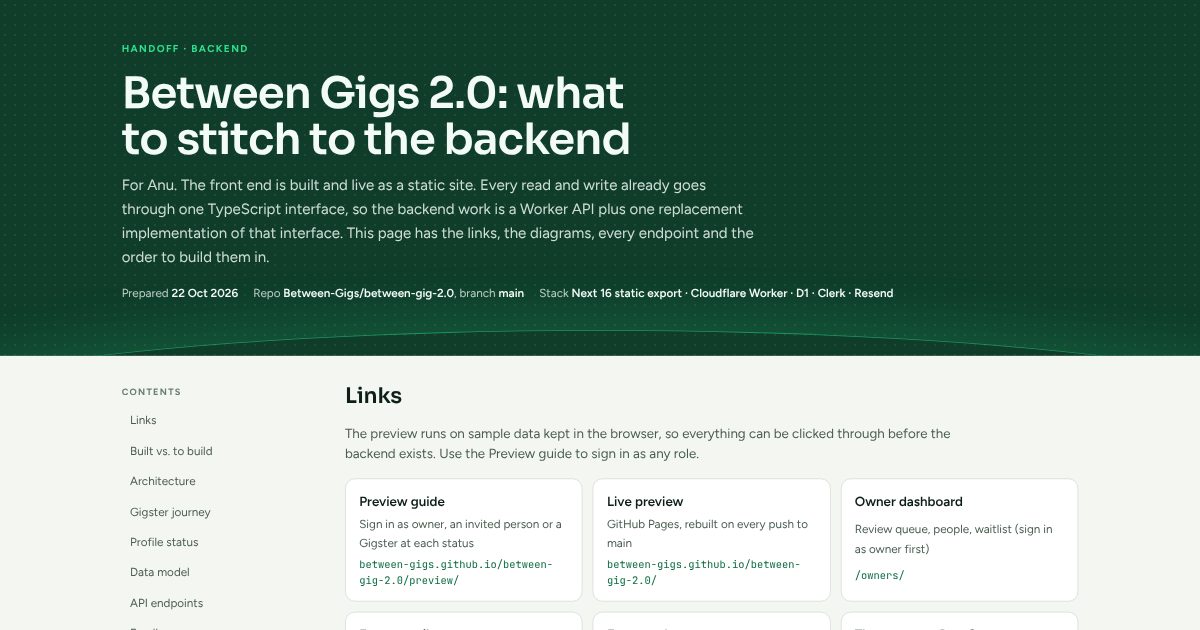 HANDOFF · BACKEND
Between Gigs 2.0: what
to stitch to the backend
For Anu. The front end is built and live as a static site. Every read and write already goes
through one TypeScript interface, so the backend work is a Worker API plus one replacement
implementation of that interface. This page has the links, the diagrams, every endpoint and the
order to build them in.
Prepared 22 Oct 2026 Repo Between-Gigs/between-gig-2.0, branch main Stack Next 16 static export · Cloudflare Worker · D1 · Clerk · Resend
CONTENTS
Links
Built vs. to build
Architecture
Gigster journey
Profile status
Data model
API endpoints
Links
The preview runs on sample data kept in the browser, so everything can be clicked through before the
backend exists. Use the Preview guide to sign in as any role.
Preview guide
Sign in as owner, an invited person or a
Gigster at each status
between-gigs.github.io/between-
gig-2.0/preview/
Live preview
GitHub Pages, rebuilt on every push to
main
between-gigs.github.io/between-
gig-2.0/
Owner dashboard
Review queue, people, waitlist (sign in
as owner first)
/owners/